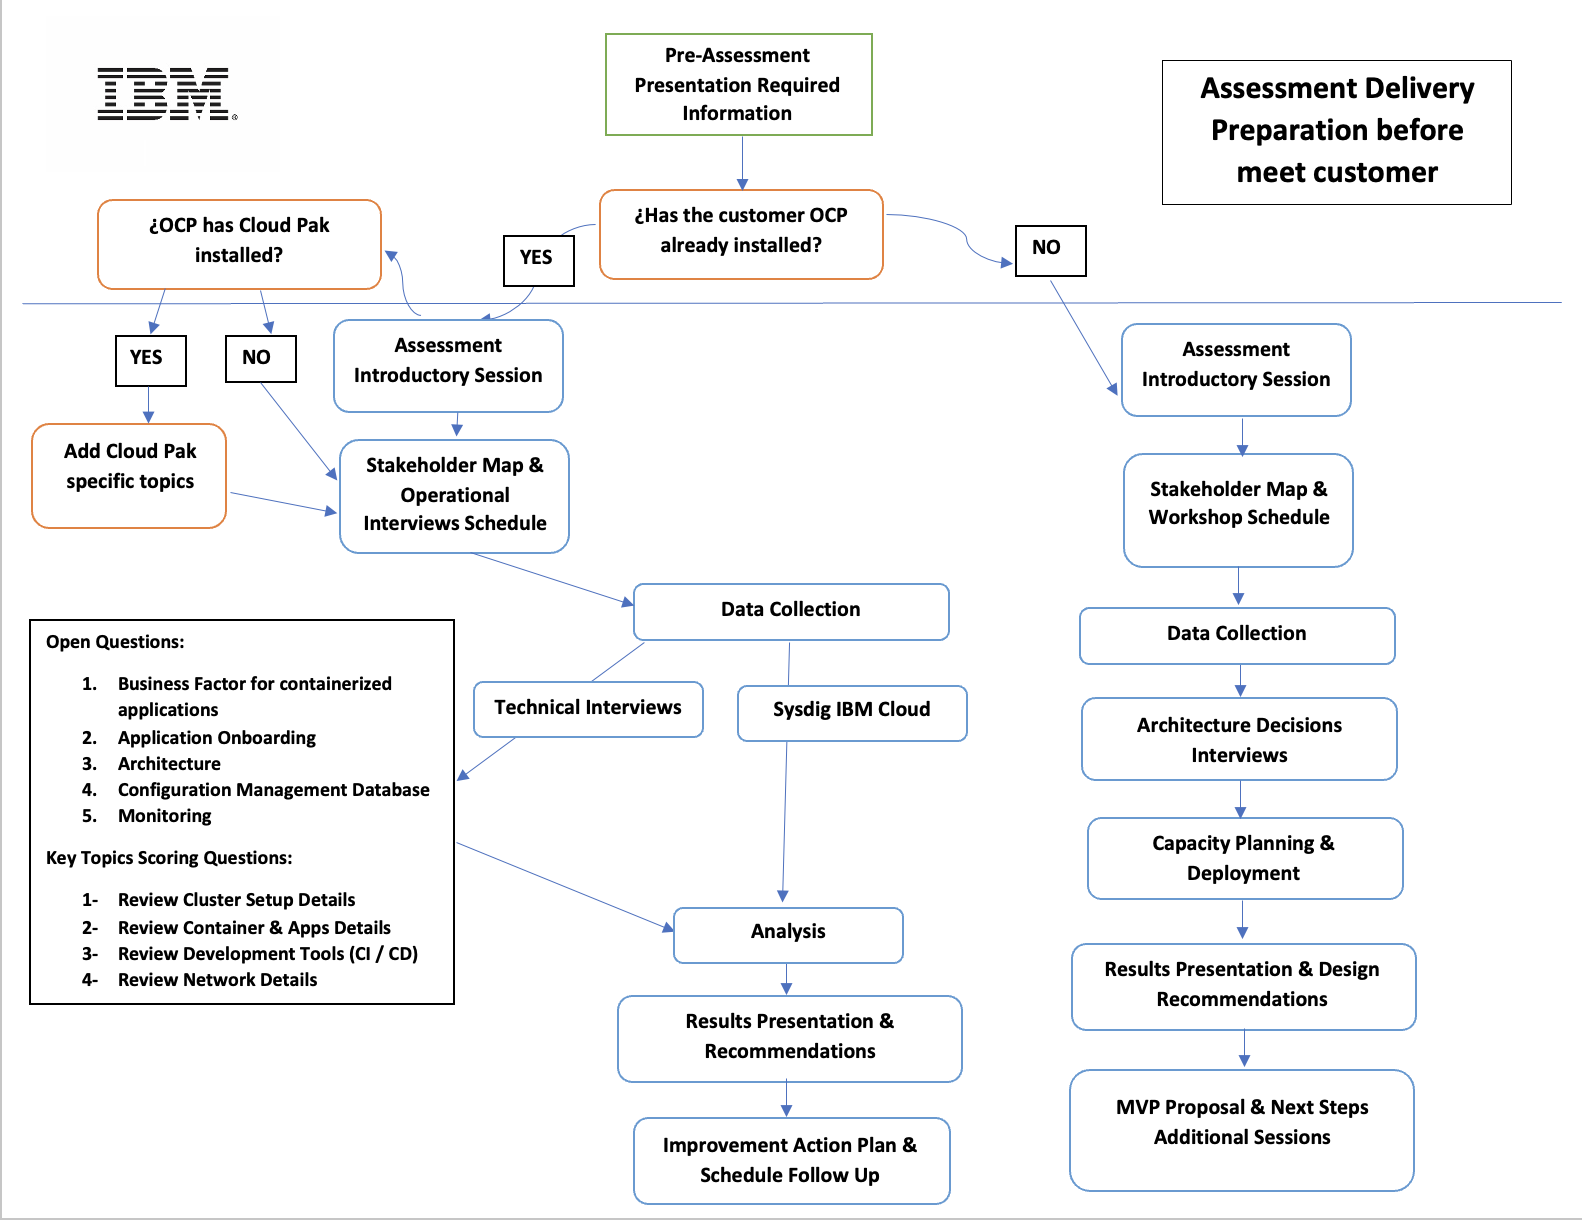 IBM®
Pre-Assessment
Presentation Required
Information
Assessment Delivery
Preparation before
meet customer
¿OCP has Cloud Pak
installed?
¿Has the customer OCP
already installed?
YES
NO
YES
NO
Assessment
Introductory Session
Assessment
Introductory Session
Add Cloud Pak
specific topics
Stakeholder Map &
Operational
Interviews Schedule
Stakeholder Map &
Workshop Schedule
Data Collection
Data Collection
Open Questions:
1. Business Factor for containerized
applications
2. Application Onboarding
3. Architecture
4. Configuration Management Database
5. Monitoring
Key Topics Scoring Questions:
1- Review Cluster Setup Details
2- Review Container & Apps Details
3- Review Development Tools (CI / CD)
4- Review Network Details
Technical Interviews
Sysdig IBM Cloud
Architecture Decisions
Interviews
Capacity Planning &
Deployment
Analysis
Results Presentation & Design
Recommendations
Results Presentation &
Recommendations
MVP Proposal & Next Steps
Additional Sessions
Improvement Action Plan &
Schedule Follow Up